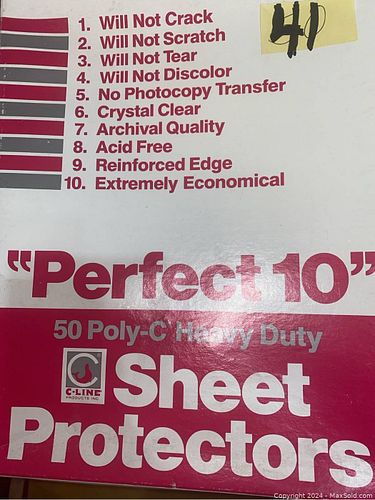 41
1. Will Not Crack
2. Will Not Scratch
3. Will Not Tear
4. Will Not Discolor
5. No Photocopy Transfer
6. Crystal Clear
7. Archival Quality
8. Acid Free
9. Reinforced Edge
10. Extremely Economical
"Perfect 10"
50 Poly-C Heavy Duty
C-LINE
PRODUCTS INC.
Sheet
Protectors
Copyright 2024 - MaxSold.com